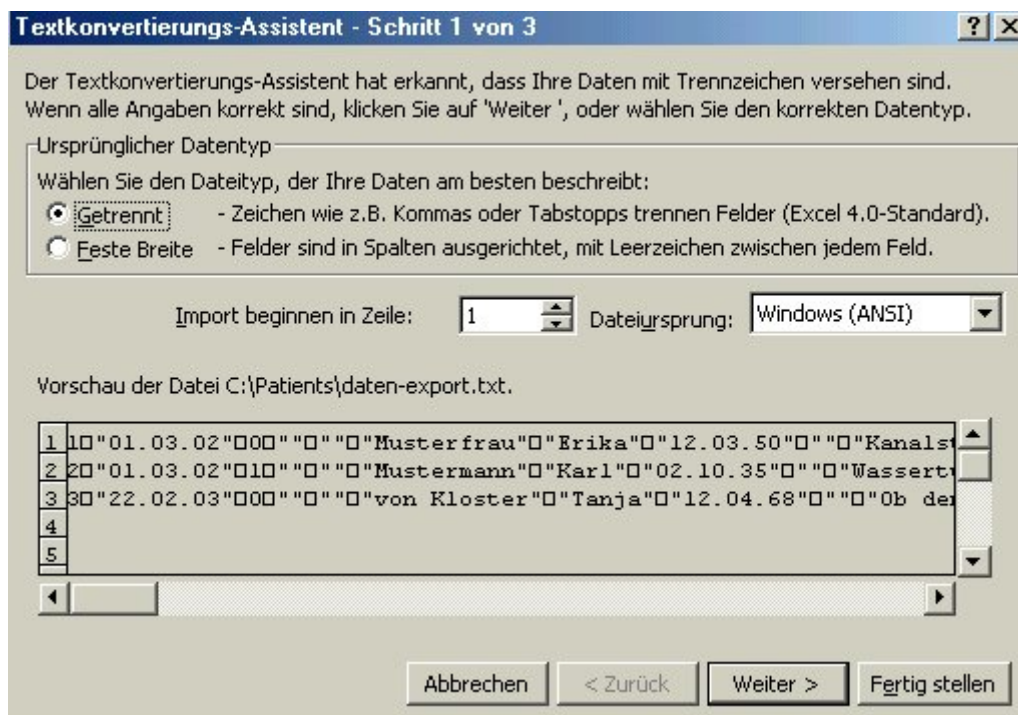 Textkonvertierungs-Assistent - Schritt 1 von 3
Der Textkonvertierungs-Assistent hat erkannt, dass Ihre Daten mit Trennzeichen versehen sind.
Wenn alle Angaben korrekt sind, klicken Sie auf 'Weiter ', oder wählen Sie den korrekten Datentyp.
Ursprünglicher Datentyp
Wählen Sie den Dateityp, der Ihre Daten am besten beschreibt:
Getrennt - Zeichen wie z.B. Kommas oder Tabstopps trennen Felder (Excel 4.0-Standard).
Feste Breite - Felder sind in Spalten ausgerichtet, mit Leerzeichen zwischen jedem Feld.
Import beginnen in Zeile: 1 Dateiursprung: Windows (ANSI)
Vorschau der Datei C:\Patients\daten-export.txt.
1 1□"01.03.02"□0□""□""□"Musterfrau"□"Erika"□"12.03.50"□""□"Kanalst
2 2□"01.03.02"□1□""□""□"Mustermann"□"Karl"□"02.10.35"□""□"Wassert
3 3□"22.02.03"□0□""□""□"von Kloster"□"Tanja"□"12.04.68"□""□"Ob der
4
5
Abbrechen < Zurück Weiter > Fertig stellen